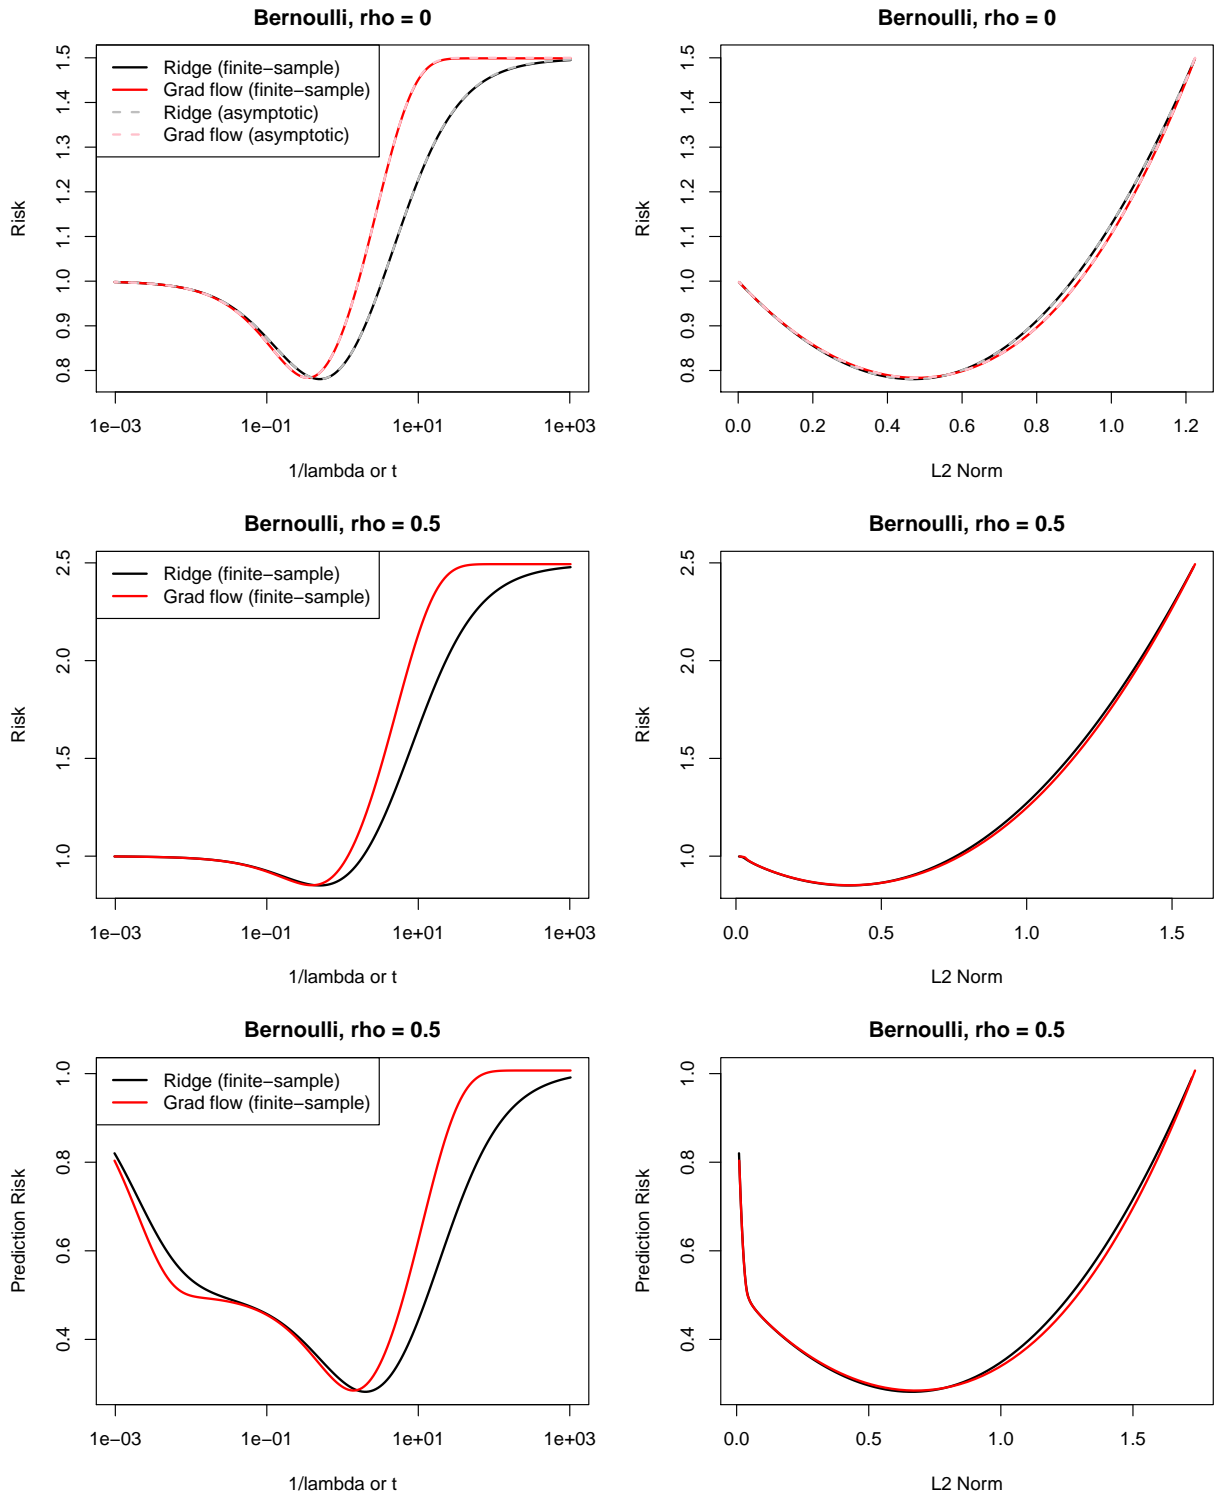 Bernoulli, rho = 0
Risk
0.8 0.9 1.0 1.1 1.2 1.3 1.4 1.5
Ridge (finite−sample)
Grad flow (finite−sample)
Ridge (asymptotic)
Grad flow (asymptotic)
1e−03 1e−01 1e+01 1e+03
1/lambda or t
Bernoulli, rho = 0
Risk
0.8 0.9 1.0 1.1 1.2 1.3 1.4 1.5
0.0 0.2 0.4 0.6 0.8 1.0 1.2
L2 Norm
Bernoulli, rho = 0.5
Risk
1.0 1.5 2.0 2.5
Ridge (finite−sample)
Grad flow (finite−sample)
1e−03 1e−01 1e+01 1e+03
1/lambda or t
Bernoulli, rho = 0.5
Risk
1.0 1.5 2.0 2.5
0.0 0.5 1.0 1.5
L2 Norm
Bernoulli, rho = 0.5
Prediction Risk
0.4 0.6 0.8 1.0
Ridge (finite−sample)
Grad flow (finite−sample)
1e−03 1e−01 1e+01 1e+03
1/lambda or t
Bernoulli, rho = 0.5
Prediction Risk
0.4 0.6 0.8 1.0
0.0 0.5 1.0 1.5
L2 Norm